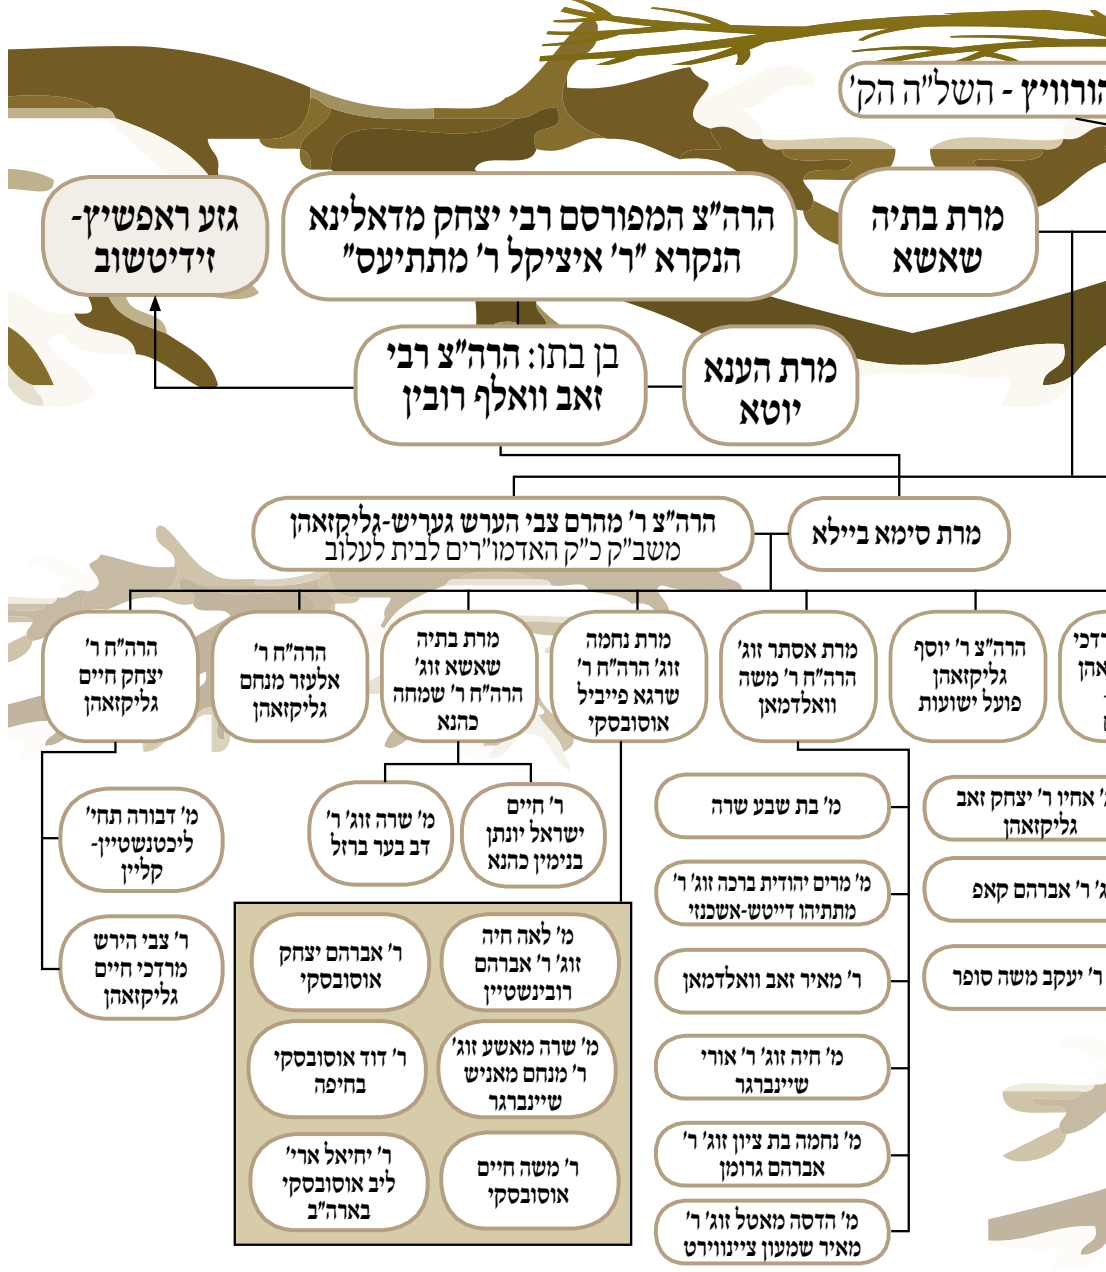 הורוויץ - השל"ה הק'
מרת בתיה
שאשא
הרה"צ המפורסם רבי יצחק מדאלינא
הנקרא "ר' איציקל ר' מתתיעס"
גזע ראפשיץ-
זידיטשוב
מרת הענא
יוטא
בן בתו: הרה"צ רבי
זאב וואלף רובין
מרת סימא ביילא
הרה"צ ר' מהרם צבי הערש געריש-גליקזאהן
משב"ק כ"ק האדמו"רים לבית לעלוב
הרה"צ ר' יוסף
גליקזאהן
פועל ישועות
מרת אסתר זוג'
הרה"ח ר' משה
וואלדמאן
מרת נחמה
זוג' הרה"ח ר'
שרגא פייביל
אוסובסקי
מרת בתיה
שאשא זוג'
הרה"ח ר' שמחה
כהנא
הרה"ח ר'
אלעזר מנחם
גליקזאהן
הרה"ח ר'
יצחק חיים
גליקזאהן
אחיו ר' יצחק זאב
גליקזאהן
ר' אברהם קאפ
ר' יעקב משה סופר
מ' בת שבע שרה
מ' מרים יהודית ברכה זוג' ר'
מתתיהו דייטש-אשכנזי
ר' מאיר זאב וואלדמאן
מ' חיה זוג' ר' אורי
שיינברגר
מ' נחמה בת ציון זוג' ר'
אברהם גרומן
מ' הדסה מאטל זוג' ר'
מאיר שמעון ציינווירט
ר' חיים
ישראל יונתן
בנימין כהנא
מ' שרה זוג' ר'
דב בער ברזל
מ' דבורה תחי'
ליכטנשטיין-
קליין
ר' צבי הירש
מרדכי חיים
גליקזאהן
מ' לאה חיה
זוג' ר' אברהם
רובינשטיין
ר' אברהם יצחק
אוסובסקי
מ' שרה מאשע זוג'
ר' מנחם מאניש
שיינברגר
ר' דוד אוסובסקי
בחיפה
ר' משה חיים
אוסובסקי
ר' יחיאל ארי'
ליב אוסובסקי
בארה"ב